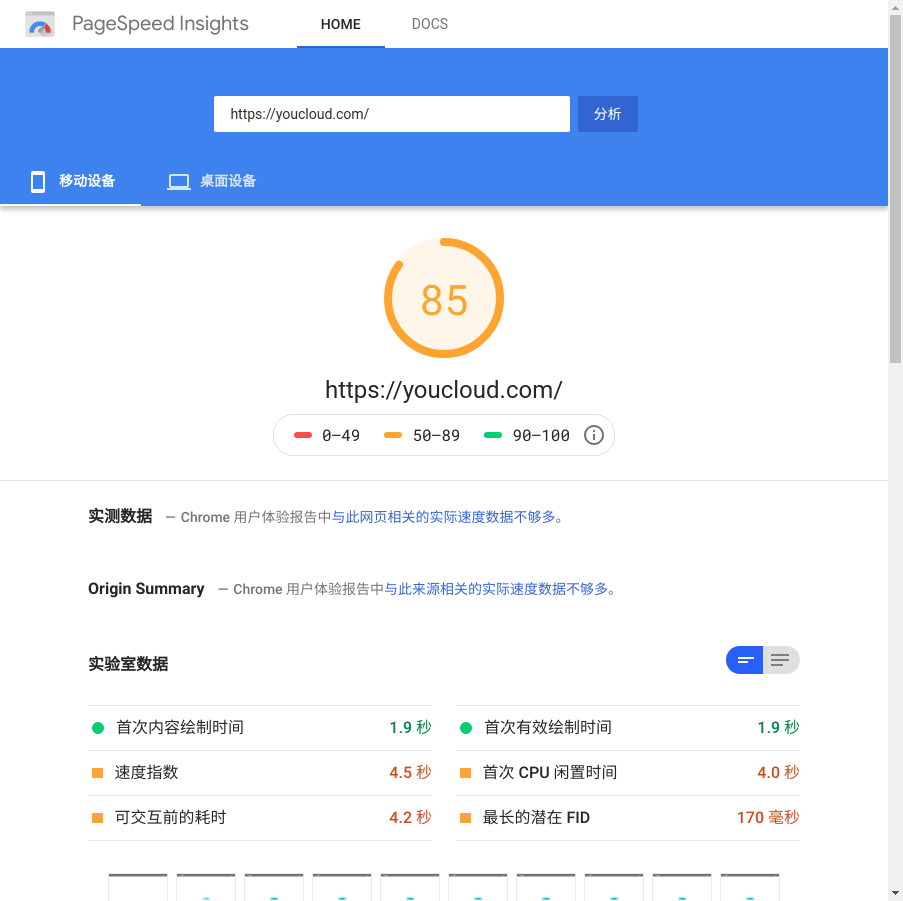 PageSpeed Insights HOME DOCS
https://youcloud.com/ 分析
移动设备 桌面设备
85
https://youcloud.com/
0–49 50–89 90–100
实测数据 — Chrome 用户体验报告中与此网页相关的实际速度数据不够多。
Origin Summary — Chrome 用户体验报告中与此来源相关的实际速度数据不够多。
实验室数据
首次内容绘制时间 1.9 秒 首次有效绘制时间 1.9 秒
速度指数 4.5 秒 首次 CPU 闲置时间 4.0 秒
可交互前的耗时 4.2 秒 最长的潜在 FID 170 毫秒